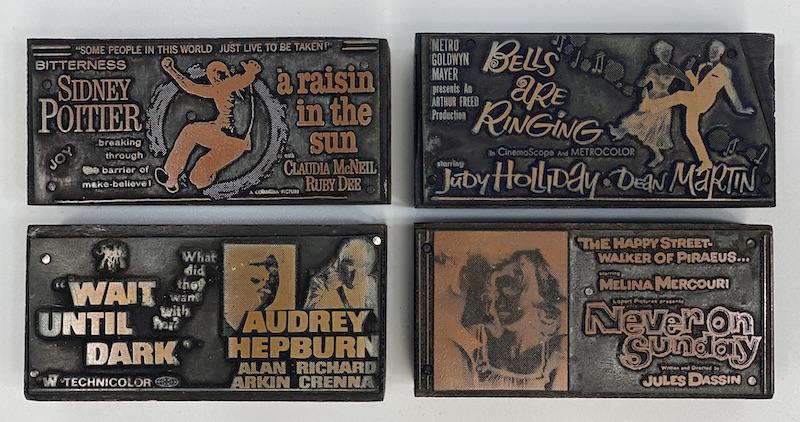 "SOME PEOPLE IN THIS WORLD JUST LIVE TO BE TAKEN!"
BITTERNESS
SIDNEY
POITIER
JOY
breaking
through
the barrier of
make-believe!
a raisin
in the
sun
with
CLAUDIA McNEIL
RUBY DEE
A COLUMBIA PICTURE
METRO
GOLDWYN
MAYER
presents An
ARTHUR FREED
Production
BELLS
ARE
RINGING
In CinemaScope And METROCOLOR
starring
JUDY HOLLIDAY • DEAN MARTIN
"WAIT
UNTIL
DARK"
What
did
they
want
with
her?
AUDREY
HEPBURN
ALAN RICHARD
ARKIN CRENNA
W TECHNICOLOR
THE HAPPY STREET-
WALKER OF PIRAEUS...
starring
MELINA MERCOURI
Lopert Pictures presents
Never on
Sunday
Written and Directed by
JULES DASSIN